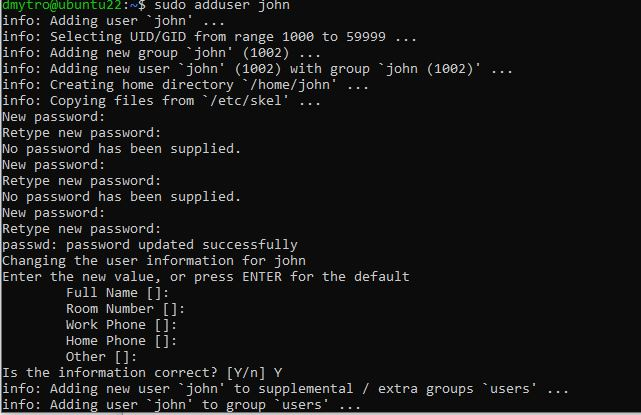 dmytro@ubuntu22:~$ sudo adduser john
info: Adding user `john' ...
info: Selecting UID/GID from range 1000 to 59999 ...
info: Adding new group `john' (1002) ...
info: Adding new user `john' (1002) with group `john (1002)' ...
info: Creating home directory `/home/john' ...
info: Copying files from `/etc/skel' ...
New password:
Retype new password:
No password has been supplied.
New password:
Retype new password:
No password has been supplied.
New password:
Retype new password:
passwd: password updated successfully
Changing the user information for john
Enter the new value, or press ENTER for the default
        Full Name []:
        Room Number []:
        Work Phone []:
        Home Phone []:
        Other []:
Is the information correct? [Y/n] Y
info: Adding new user `john' to supplemental / extra groups `users' ...
info: Adding user `john' to group `users' ...